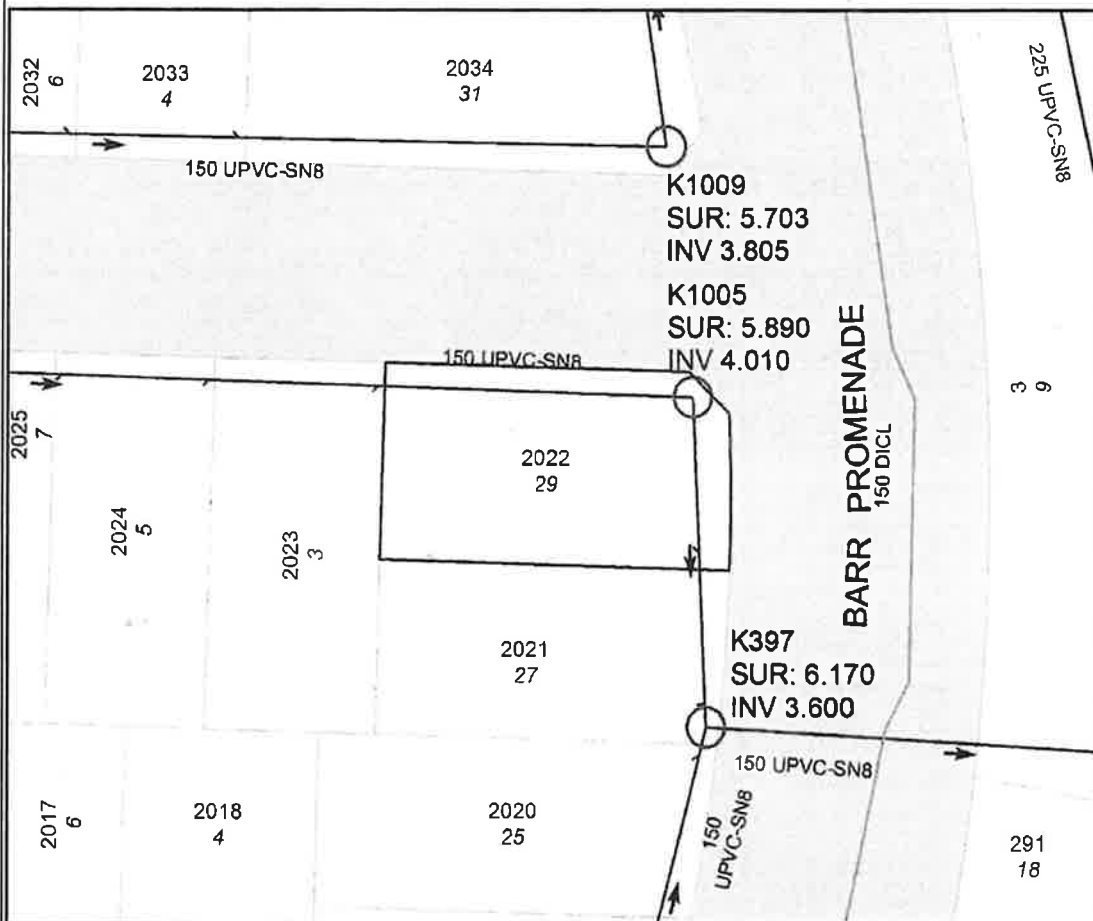 2032
6
2033
4
2034
31
225 UPVC-SN8
150 UPVC-SN8
K1009
SUR: 5.703
INV 3.805
K1005
SUR: 5.890
INV 4.010
150 UPVC-SN8
BARR PROMENADE
150 DICL
3
9
2025
7
2024
5
2023
3
2022
29
2021
27
K397
SUR: 6.170
INV 3.600
150 UPVC-SN8
2017
6
2018
4
2020
25
150
UPVC-SN8
291
18